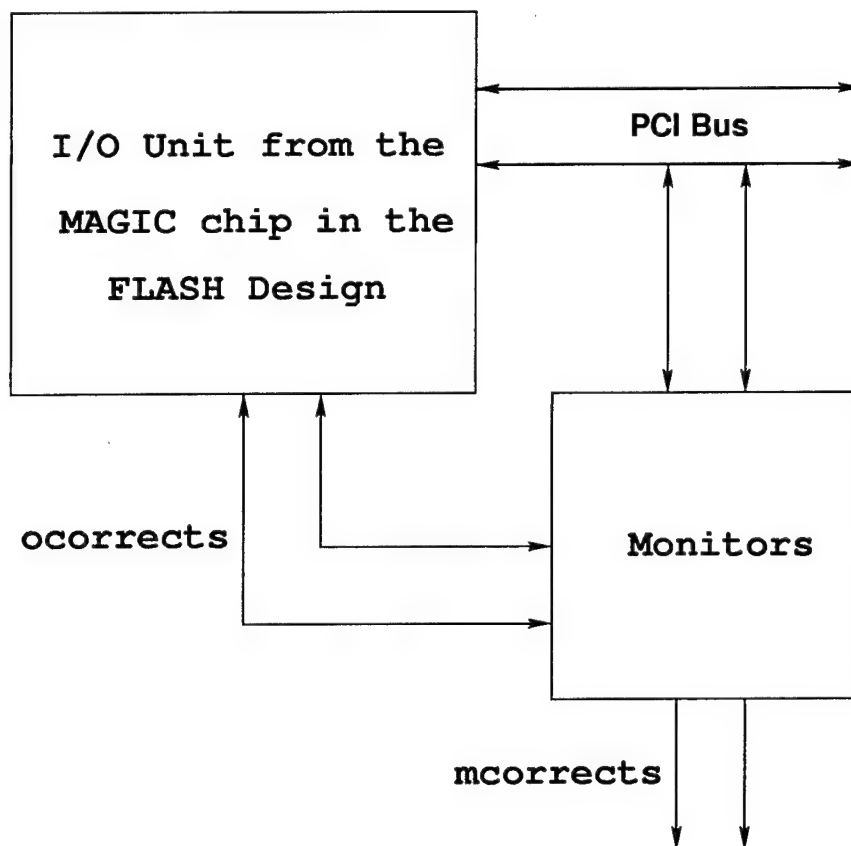 I/O Unit from the
MAGIC chip in the
FLASH Design
PCI Bus
ocorrects
Monitors
mcorrects